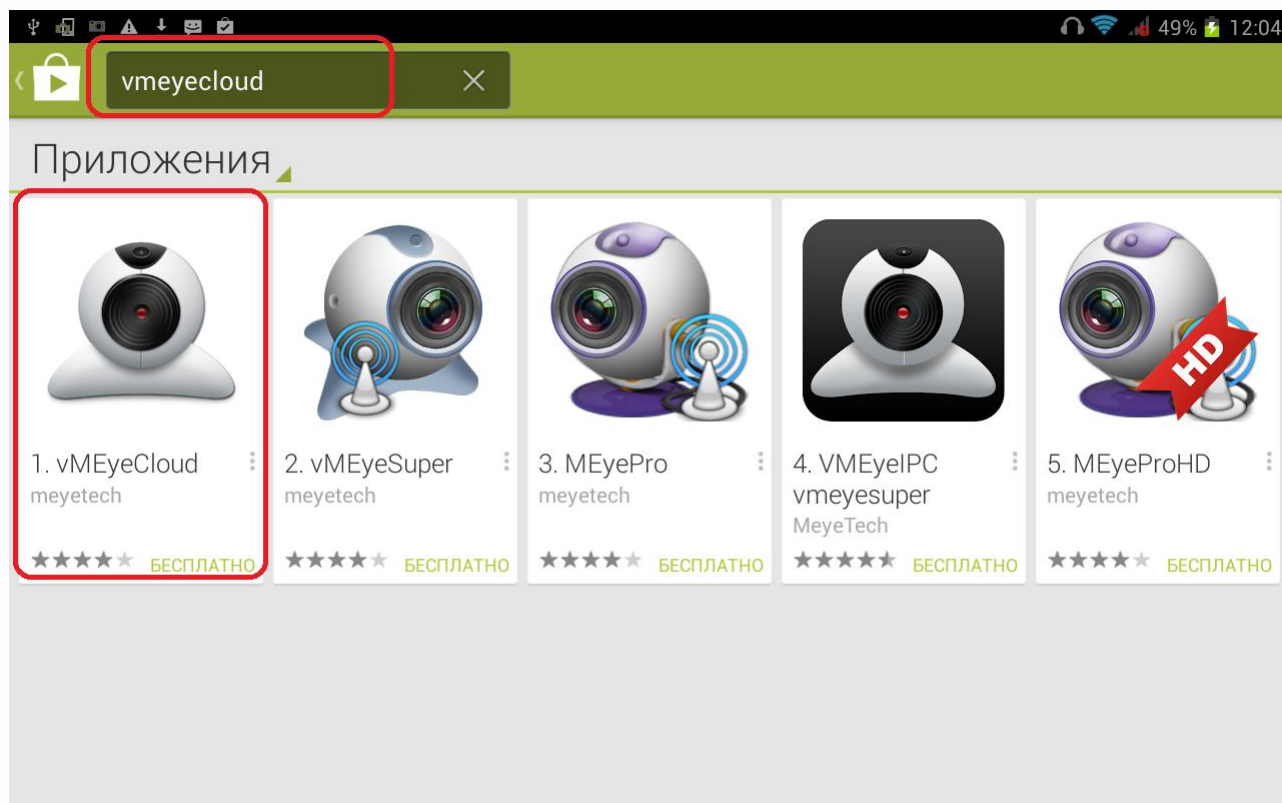 49% 12:04
vmeyecloud
Приложения
1. vMEyeCloud
meyetech
БЕСПЛАТНО
2. vMEyeSuper
meyetech
БЕСПЛАТНО
3. MEyePro
meyetech
БЕСПЛАТНО
4. VMEyeIPC
vmeyesuper
MeyeTech
БЕСПЛАТНО
HD
5. MEyeProHD
meyetech
БЕСПЛАТНО